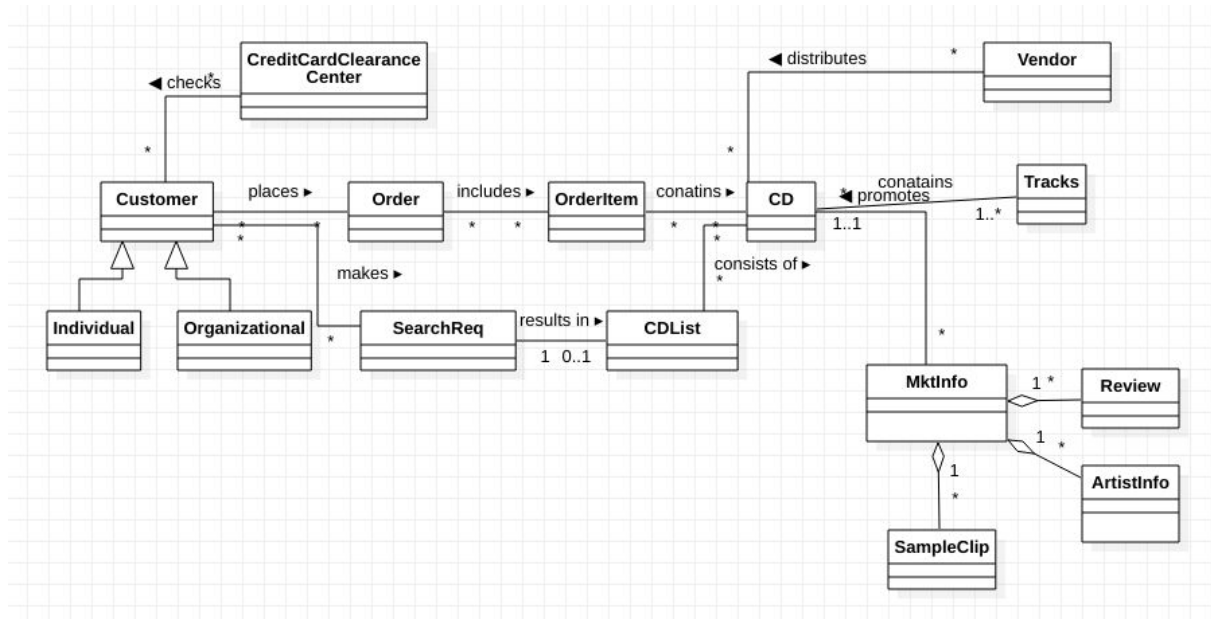 CreditCardClearance
Center
Vendor
◄ checks
*
◄ distributes
*
*
*
Customer
places ►
Order
includes ►
OrderItem
conatins ►
CD
conatains
*
◄ promotes
Tracks
1..1
1..*
*
*
*
*
*
*
*
*
makes ►
consists of ►
*
Individual
Organizational
*
SearchReq
results in ►
CDList
1
0..1
*
MktInfo
1
*
Review
1
*
ArtistInfo
1
*
SampleClip